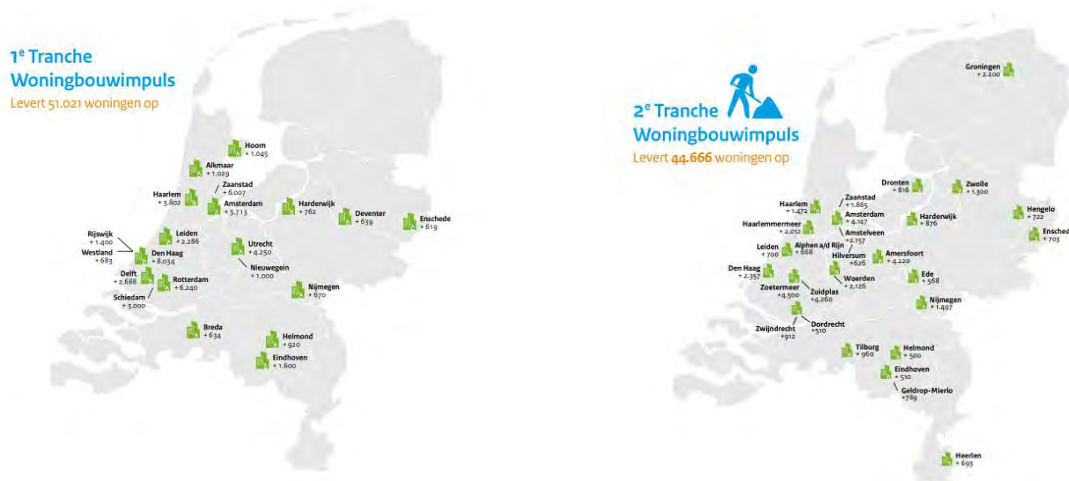 1e Tranche
Woningbouwimpuls
Levert 51.021 woningen op
Hoorn
+ 1.045
Alkmaar
+ 1.029
Zaanstad
+ 6.007
Haarlem
+ 3.802
Amsterdam
+ 3.713
Harderwijk
+ 762
Deventer
+ 639
Enschede
+ 619
Rijswijk
+ 1.400
Westland
+ 683
Leiden
+ 2.286
Den Haag
+ 8.034
Utrecht
+ 4.250
Nieuwegein
+ 1.000
Delft
+ 2.688
Rotterdam
+ 6.240
Schiedam
+ 3.000
Nijmegen
+ 670
Breda
+ 634
Helmond
+ 920
Eindhoven
+ 1.600
2e Tranche
Woningbouwimpuls
Levert 44.666 woningen op
Groningen
+ 2.200
Dronten
+ 816
Zwolle
+ 1.300
Zaanstad
+ 1.865
Haarlem
+ 1.472
Amsterdam
+ 4.147
Harderwijk
+ 876
Hengelo
+ 722
Ensched
+ 703
Haarlemmermeer
+ 2.012
Amstelveen
+ 2.157
Leiden
+ 700
Alphen a/d Rijn
+ 668
Hilversum
+626
Amersfoort
+ 4.220
Den Haag
+ 2.357
Woerden
+ 2.126
Ede
+ 568
Zoetermeer
+4.500
Zuidplas
+4.260
Nijmegen
+ 1.497
Zwijndrecht
+912
Dordrecht
+510
Tilburg
+ 960
Helmond
+ 500
Eindhoven
+ 510
Geldrop-Mierlo
+789
Heerlen
+ 693